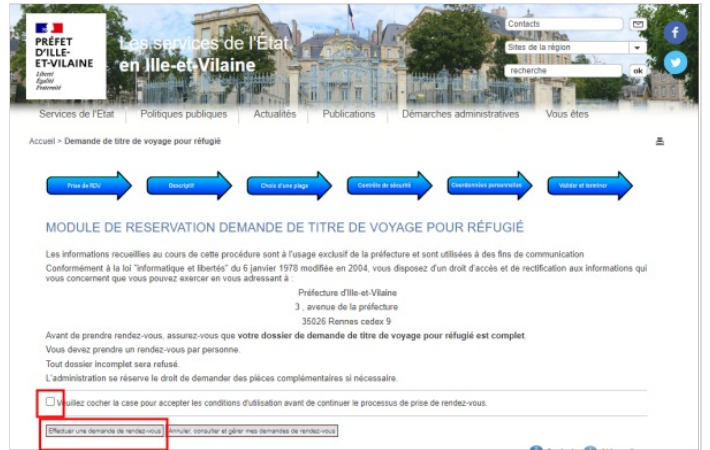 PRÉFET
D'ILLE-
ET-VILAINE
Liberté
Égalité
Fraternité
Les services de l'État
en Ille-et-Vilaine
Contacts
Sites de la région
recherche
ok
Services de l'État
Politiques publiques
Actualités
Publications
Démarches administratives
Vous êtes
Accueil > Demande de titre de voyage pour réfugié
Prise de RDV
Descriptif
Choix d'une plage
Contrôle de sécurité
Coordonnées personnelles
Valider et terminer
MODULE DE RESERVATION DEMANDE DE TITRE DE VOYAGE POUR RÉFUGIÉ
Les informations recueillies au cours de cette procédure sont à l'usage exclusif de la préfecture et sont utilisées à des fins de communication
Conformément à la loi "informatique et libertés" du 6 janvier 1978 modifiée en 2004, vous disposez d'un droit d'accès et de rectification aux informations qui
vous concernent que vous pouvez exercer en vous adressant à :
Préfecture d'Ille-et-Vilaine
3 , avenue de la préfecture
35026 Rennes cedex 9
Avant de prendre rendez-vous, assurez-vous que votre dossier de demande de titre de voyage pour réfugié est complet.
Vous devez prendre un rendez-vous par personne.
Tout dossier incomplet sera refusé.
L'administration se réserve le droit de demander des pièces complémentaires si nécessaire.
Veuillez cocher la case pour accepter les conditions d'utilisation avant de continuer le processus de prise de rendez-vous.
Effectuer une demande de rendez-vous
Annuler, consulter et gérer mes demandes de rendez-vous